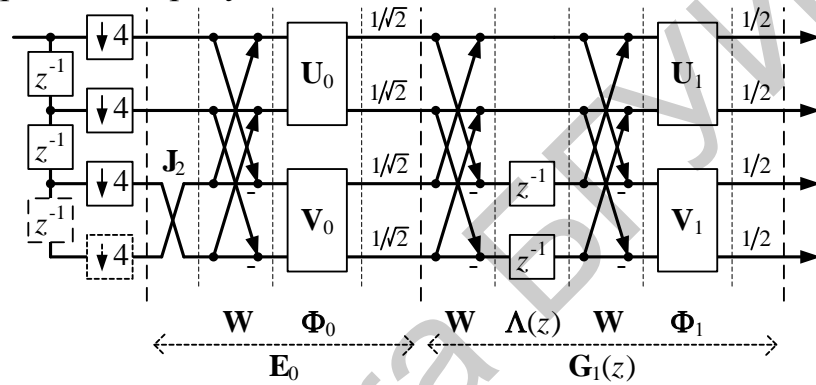 ↓4 1/√2 1/2
z⁻¹ U₀ U₁
↓4 1/√2 1/2
z⁻¹ J₂
↓4 - 1/√2 - z⁻¹ - 1/2
z⁻¹ V₀ V₁
↓4 - 1/√2 - z⁻¹ - 1/2
W Φ₀ W Λ(z) W Φ₁
E₀ G₁(z)